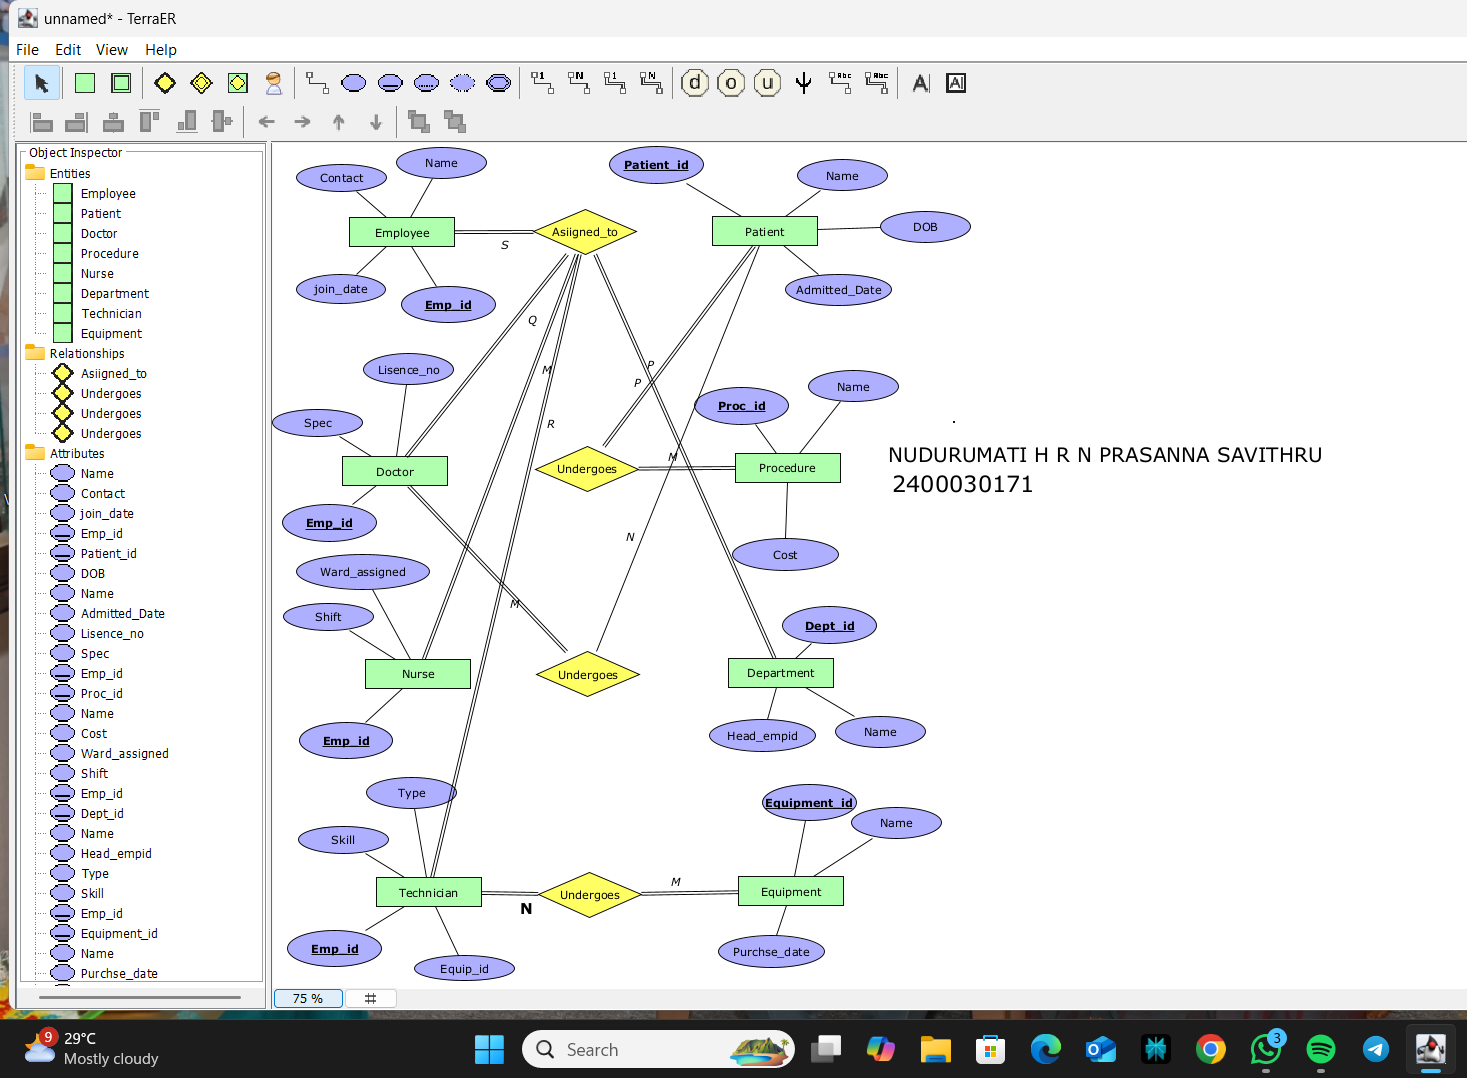 unnamed* - TerraER
File Edit View Help
1 N 1 N d o u Abc Abc A AI
Object Inspector
Entities
Employee
Patient
Doctor
Procedure
Nurse
Department
Technician
Equipment
Relationships
Asiigned_to
Undergoes
Undergoes
Undergoes
Attributes
Name
Contact
join_date
Emp_id
Patient_id
DOB
Name
Admitted_Date
Lisence_no
Spec
Emp_id
Proc_id
Name
Cost
Ward_assigned
Shift
Emp_id
Dept_id
Name
Head_empid
Type
Skill
Emp_id
Equipment_id
Name
Purchse_date
Contact Name Patient_id Name
Employee S Asiigned_to Patient DOB
join_date Emp_id Admitted_Date
Q
Lisence_no M P P
Spec R Proc_id Name
Doctor Undergoes M Procedure
NUDURUMATI H R N PRASANNA SAVITHRU
2400030171
Emp_id N Cost
Ward_assigned
Shift M Dept_id
Nurse Undergoes Department
Emp_id Head_empid Name
Type Equipment_id
Skill Name
Technician N Undergoes M Equipment
Emp_id Equip_id Purchse_date
75 %
9 29°C
Mostly cloudy
Search
3